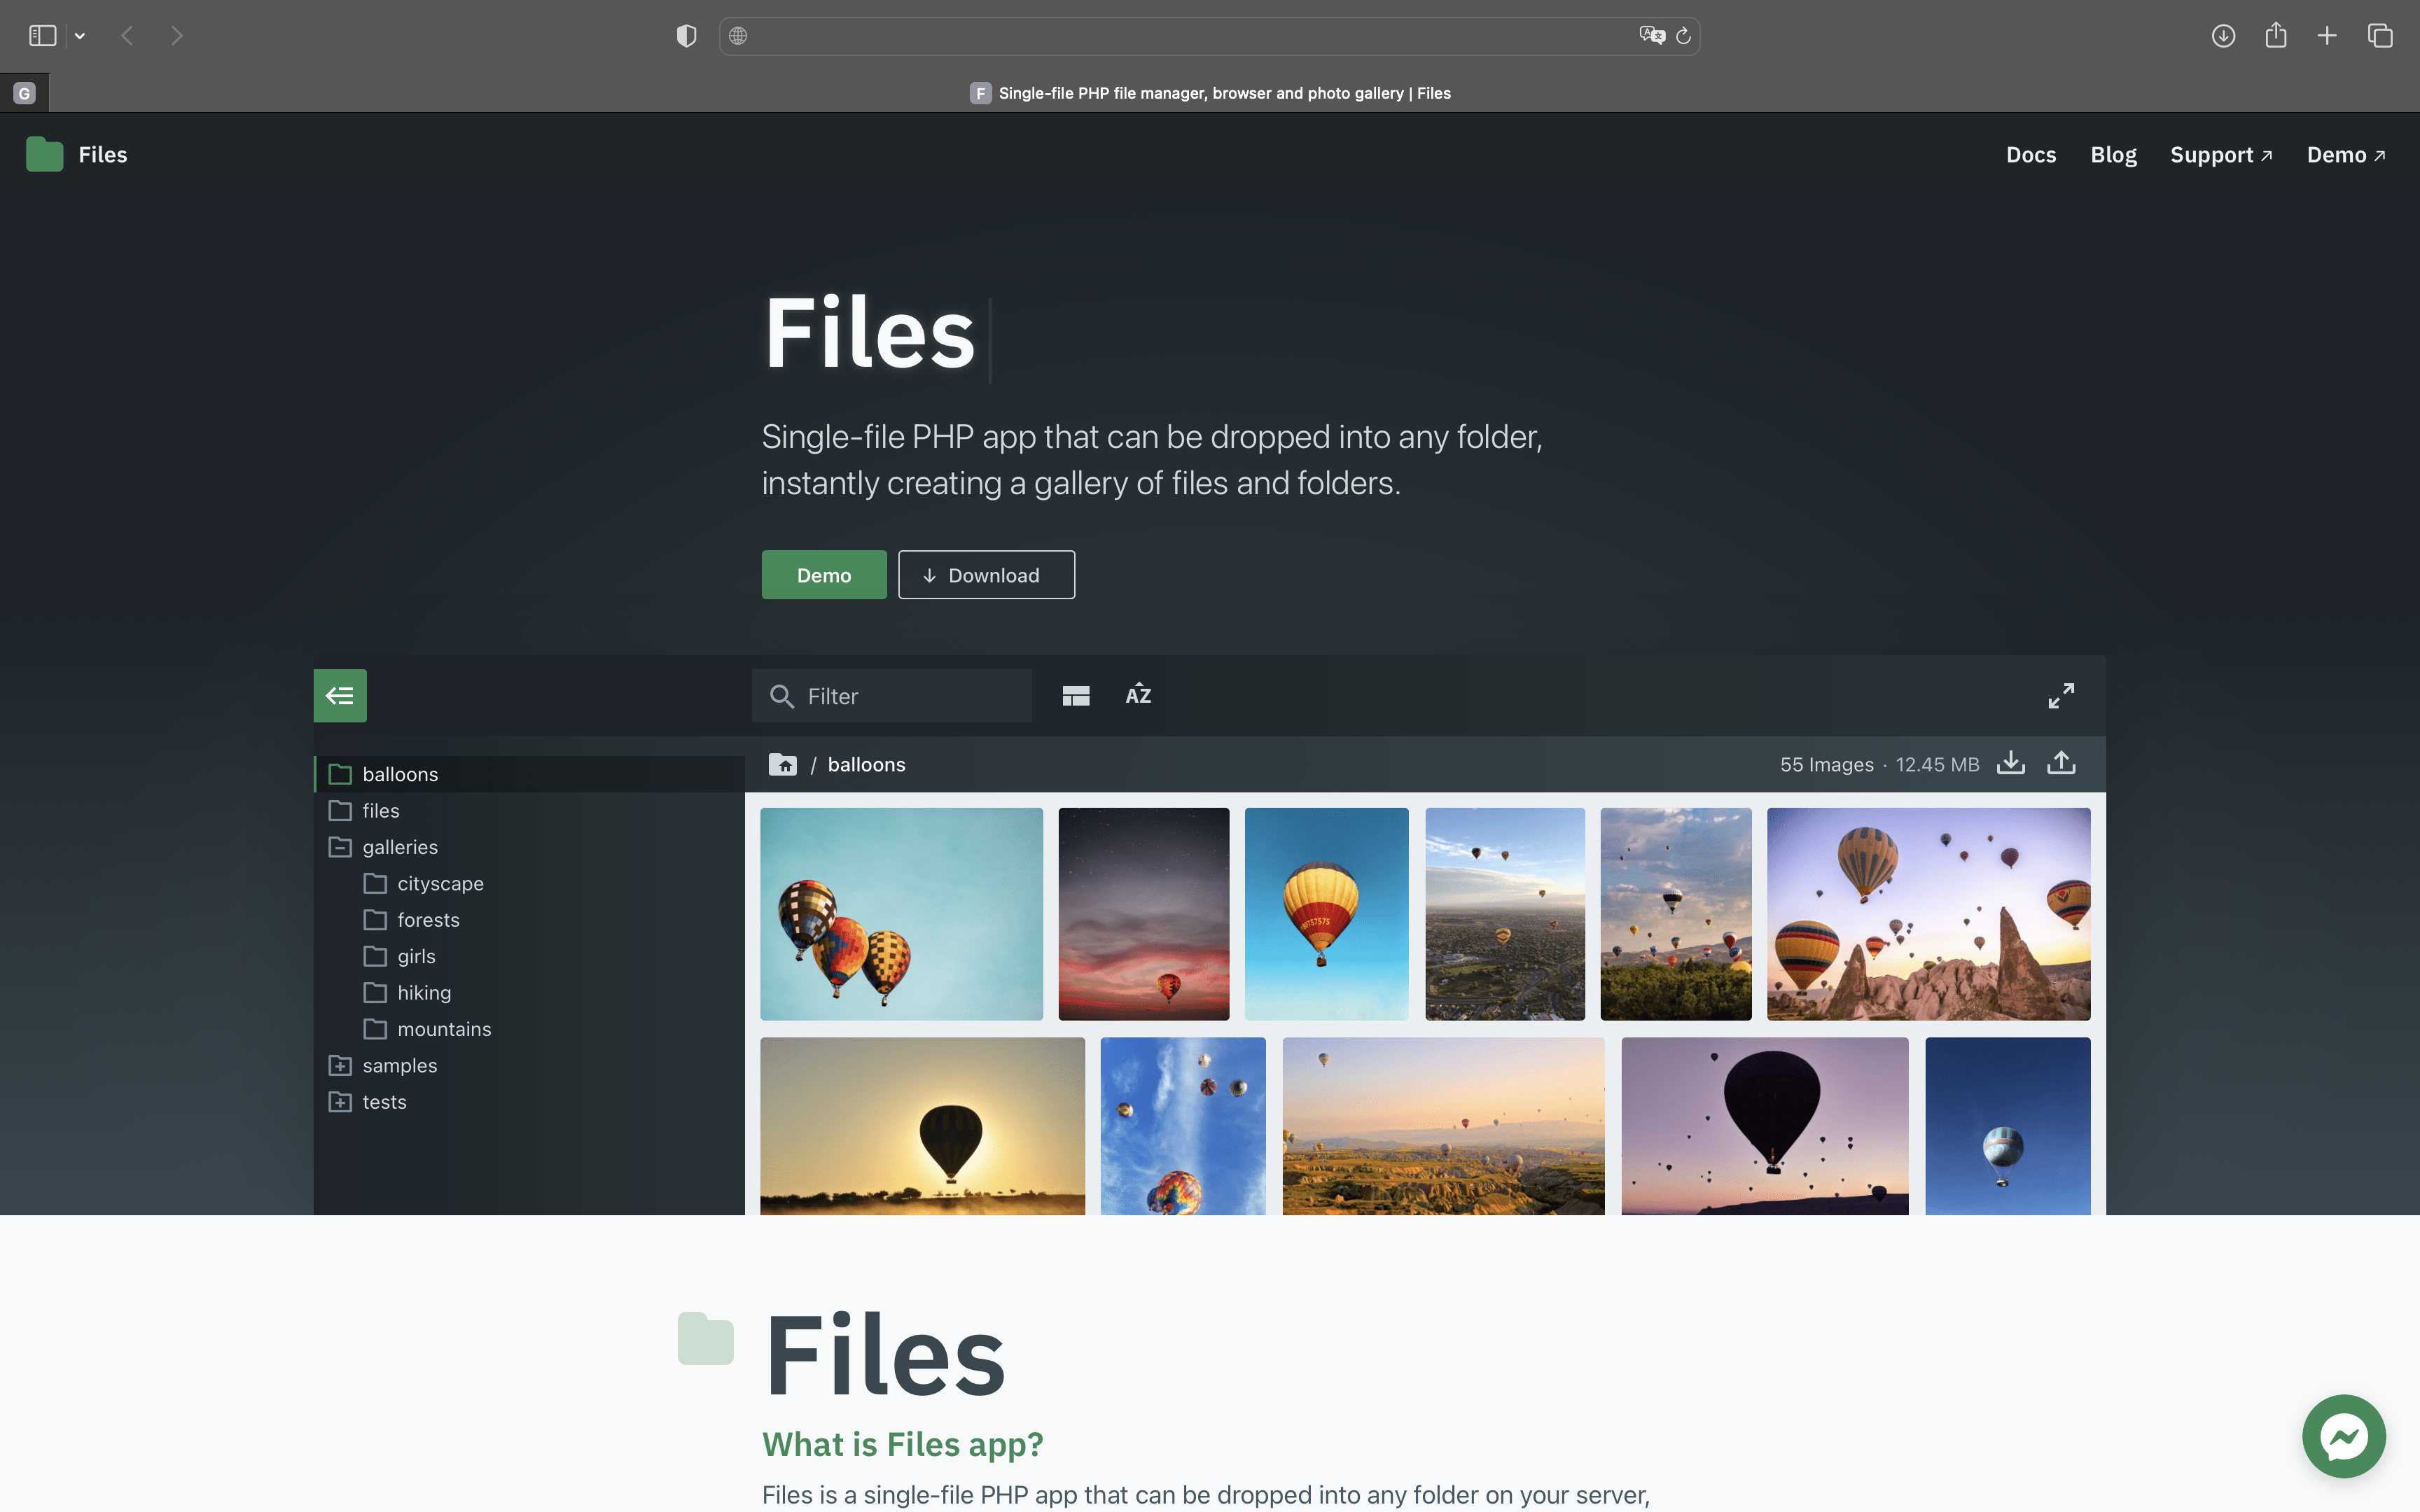 G
F Single-file PHP file manager, browser and photo gallery | Files
Files
Docs Blog Support ↗ Demo ↗
Files
Single-file PHP app that can be dropped into any folder,
instantly creating a gallery of files and folders.
Demo
↓ Download
Filter
AZ
balloons
files
galleries
cityscape
forests
girls
hiking
mountains
samples
tests
/ balloons
55 Images · 12.45 MB
Files
What is Files app?
Files is a single-file PHP app that can be dropped into any folder on your server,